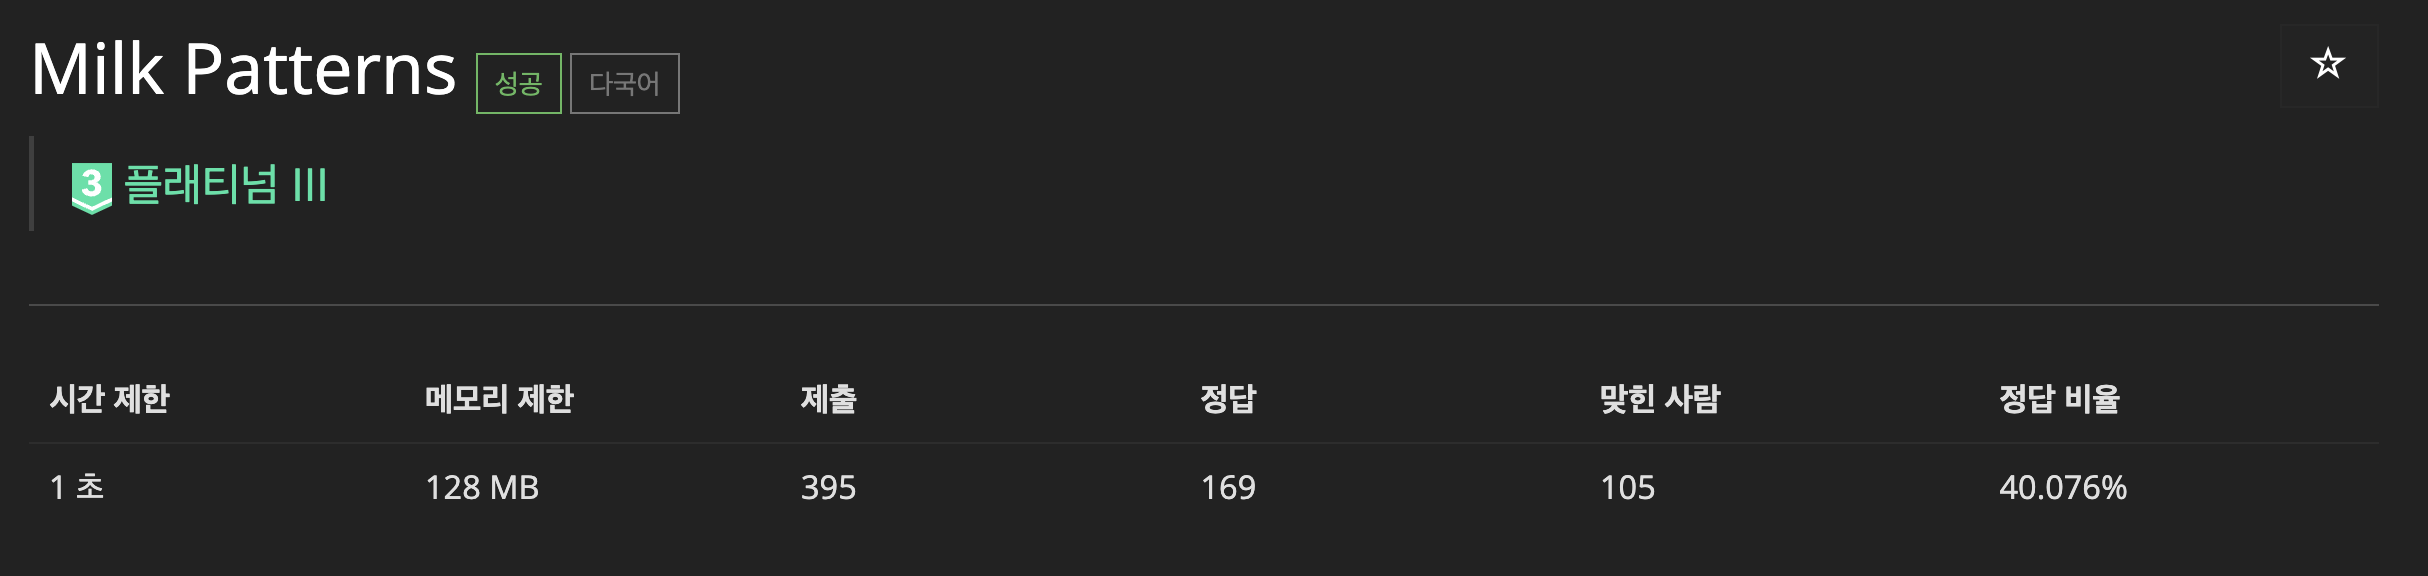 Milk Patterns 성공 다국어
3 플래티넘 III
시간 제한 메모리 제한 제출 정답 맞힌 사람 정답 비율
1 초 128 MB 395 169 105 40.076%